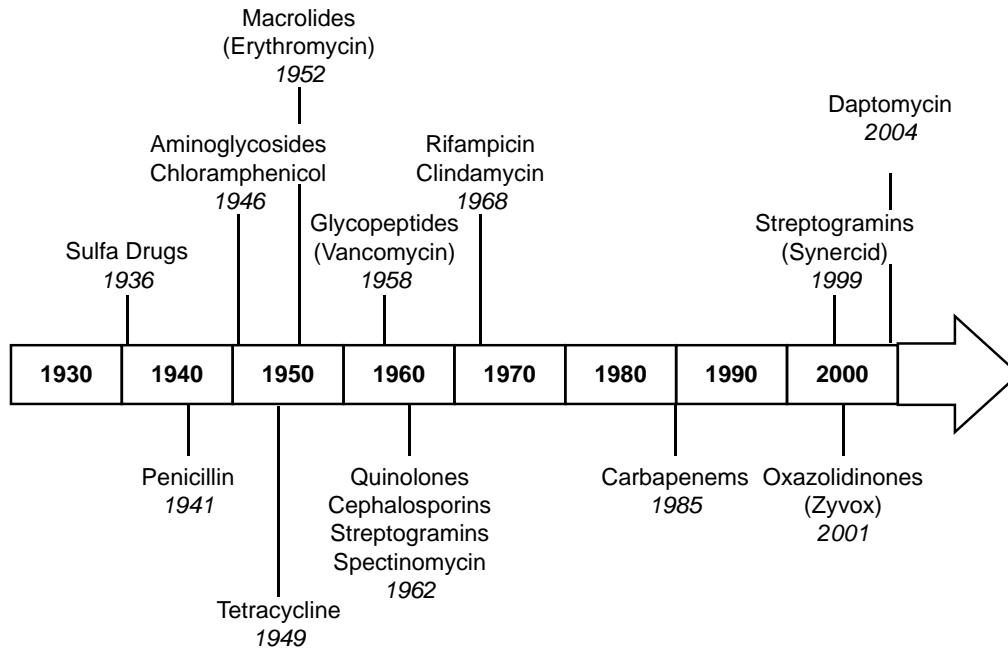 Macrolides
(Erythromycin)
1952
Daptomycin
2004
Aminoglycosides
Chloramphenicol
1946
Rifampicin
Clindamycin
1968
Glycopeptides
(Vancomycin)
1958
Streptogramins
(Synercid)
1999
Sulfa Drugs
1936
1930 1940 1950 1960 1970 1980 1990 2000
Penicillin
1941
Quinolones
Cephalosporins
Streptogramins
Spectinomycin
1962
Carbapenems
1985
Oxazolidinones
(Zyvox)
2001
Tetracycline
1949